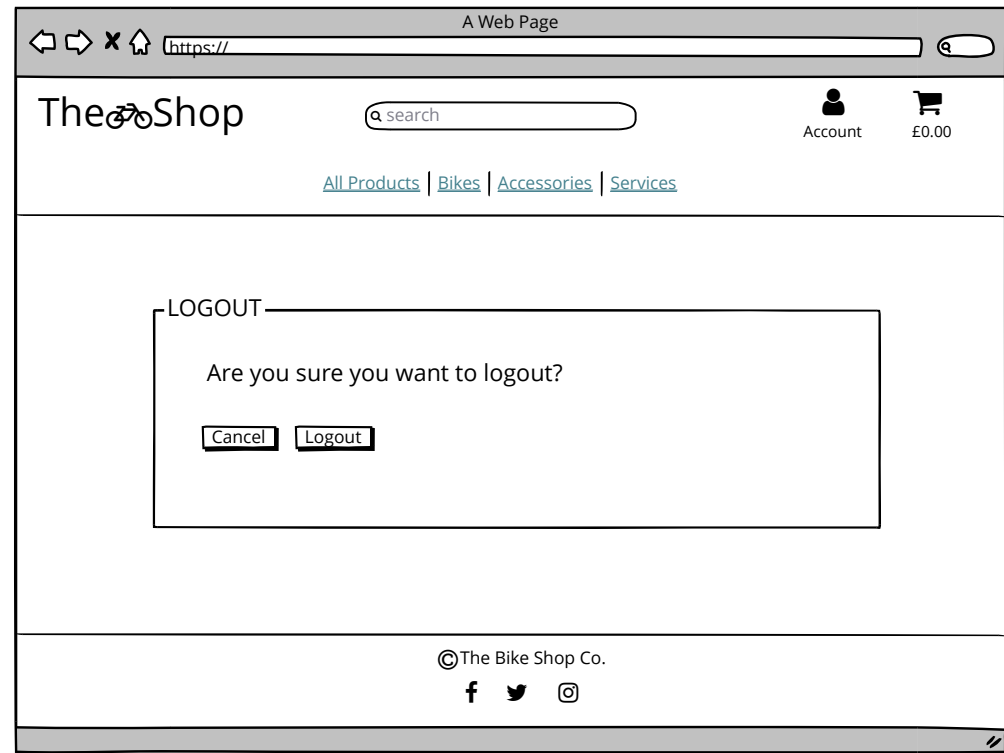 A Web Page
https://
The Shop
search
Account
£0.00
All Products | Bikes | Accessories | Services
LOGOUT
Are you sure you want to logout?
Cancel Logout
©The Bike Shop Co.